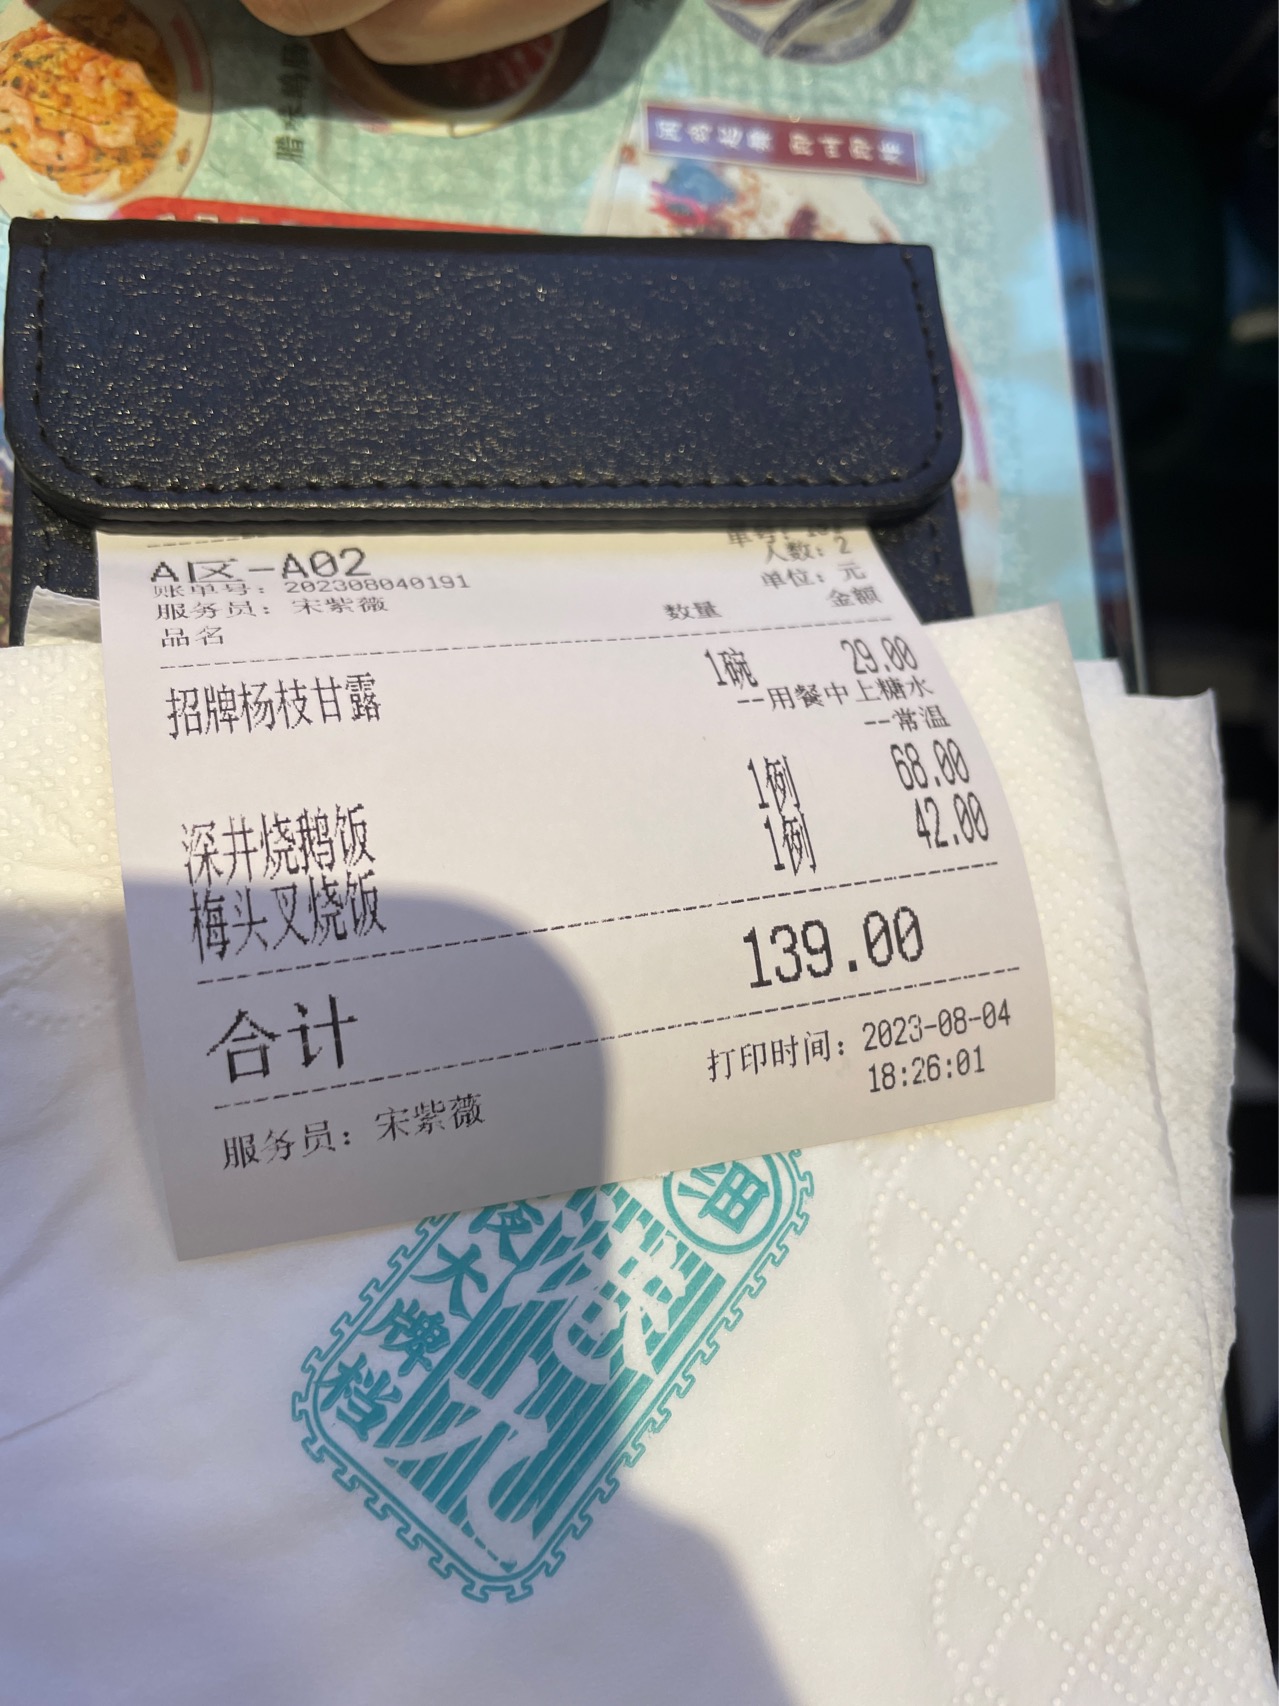 腊味煲
A区-A02
人数：2
账单号：202308040191
单位：元
服务员：宋紫薇
品名 数量 金额
招牌杨枝甘露 1碗 29.00
--用餐中上糖水
--常温
深井烧鹅饭 1例 68.00
梅头叉烧饭 1例 42.00
合计 139.00
服务员：宋紫薇 打印时间：2023-08-04
18:26:01
大牌档